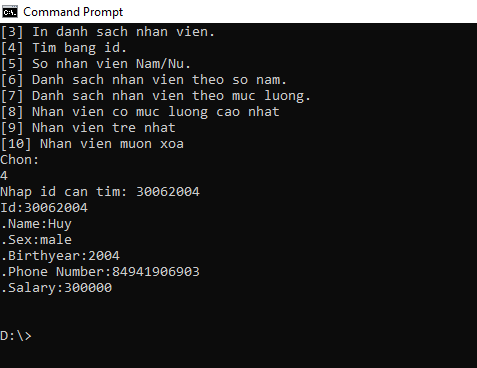 Command Prompt
[3] In danh sach nhan vien.
[4] Tim bang id.
[5] So nhan vien Nam/Nu.
[6] Danh sach nhan vien theo so nam.
[7] Danh sach nhan vien theo muc luong.
[8] Nhan vien co muc luong cao nhat
[9] Nhan vien tre nhat
[10] Nhan vien muon xoa
Chon:
4
Nhap id can tim: 30062004
Id:30062004
.Name:Huy
.Sex:male
.Birthyear:2004
.Phone Number:84941906903
.Salary:300000
D:\>